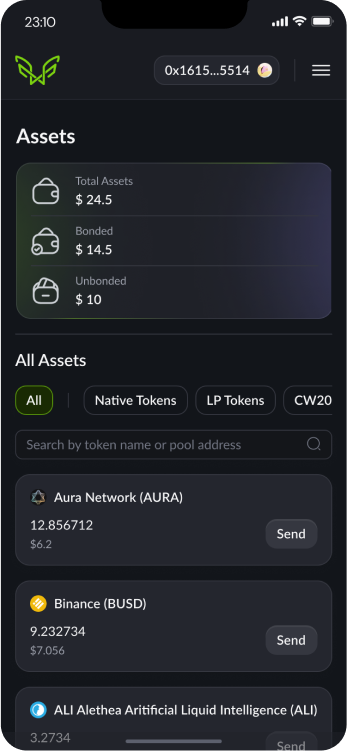 23:10
0x1615...5514
Assets
Total Assets
$ 24.5
Bonded
$ 14.5
Unbonded
$ 10
All Assets
All
Native Tokens
LP Tokens
CW20
Search by token name or pool address
Aura Network (AURA)
12.856712
$6.2
Send
Binance (BUSD)
9.232734
$7.056
Send
ALI Alethea Aritificial Liquid Intelligence (ALI)
3.2734
Send